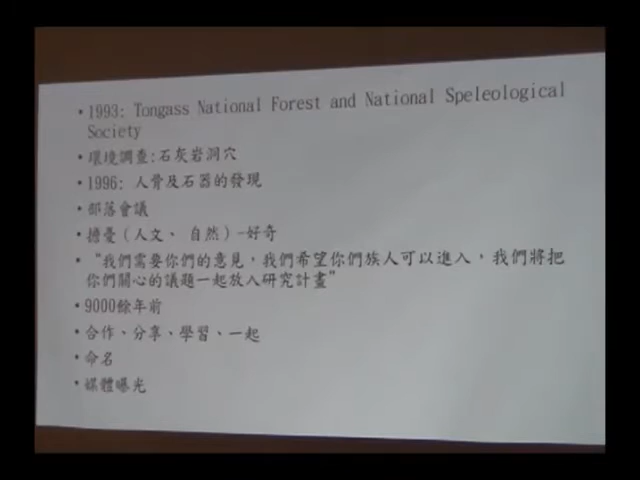 • 1993: Tongass National Forest and National Speleological
Society
• 環境調查:石灰岩洞穴
• 1996: 人骨及石器的發現
• 部落會議
• 擔憂(人文、 自然)-好奇
• "我們需要你們的意見,我們希望你們族人可以進入,我們將把
你們關心的議題一起放入研究計畫"
• 9000餘年前
• 合作、分享、學習、一起
• 命名
• 媒體曝光